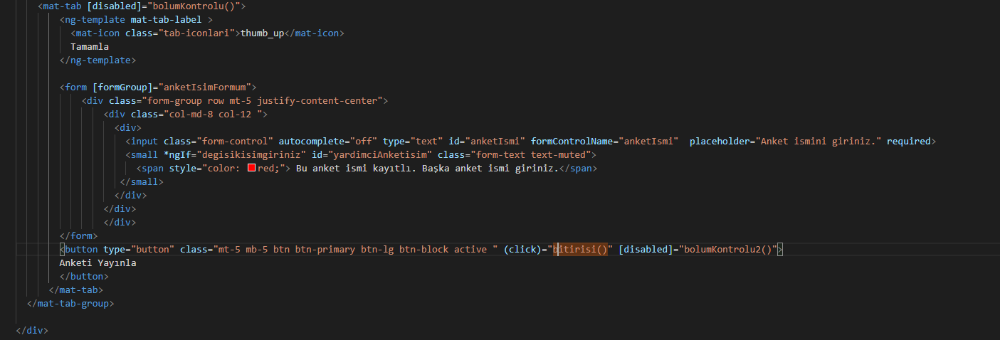 <mat-tab [disabled]="bolumKontrolu()">
<ng-template mat-tab-label >
<mat-icon class="tab-iconlari">thumb_up</mat-icon>
Tamamla
</ng-template>
<form [formGroup]="anketIsimFormum">
<div class="form-group row mt-5 justify-content-center">
<div class="col-md-8 col-12 ">
<div>
<input class="form-control" autocomplete="off" type="text" id="anketIsmi" formControlName="anketIsmi"  placeholder="Anket ismini giriniz." required>
<small *ngIf="degisikisimgiriniz" id="yardimciAnketisim" class="form-text text-muted">
<span style="color: red;"> Bu anket ismi kayıtlı. Başka anket ismi giriniz.</span>
</small>
</div>
</div>
</div>
</form>
<button type="button" class="mt-5 mb-5 btn btn-primary btn-lg btn-block active " (click)="bitirisi()" [disabled]="bolumKontrolu2()">
Anketi Yayınla
</button>
</mat-tab>
</mat-tab-group>
</div>